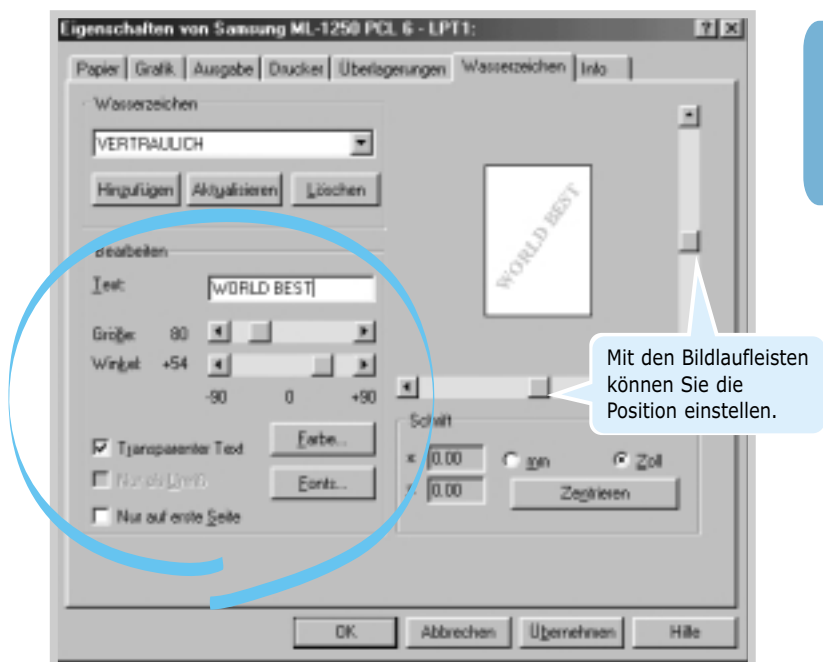 Eigenschaften von Samsung ML-1250 PCL 6 - LPT1:
Papier Grafik Ausgabe Drucker Überlagerungen Wasserzeichen Info
Wasserzeichen
VERTRAULICH
Hinzufügen Aktualisieren Löschen
WORLD BEST
Bearbeiten
Text: WORLD BEST
Größe: 80
Winkel: +54
-90 0 +90
Mit den Bildlaufleisten
können Sie die
Position einstellen.
Transparenter Text Farbe...
Nur als Umriß Fonts...
Nur auf erste Seite
Schrift
x: 0.00 mm Zoll
0.00 Zentrieren
OK Abbrechen Übernehmen Hilfe